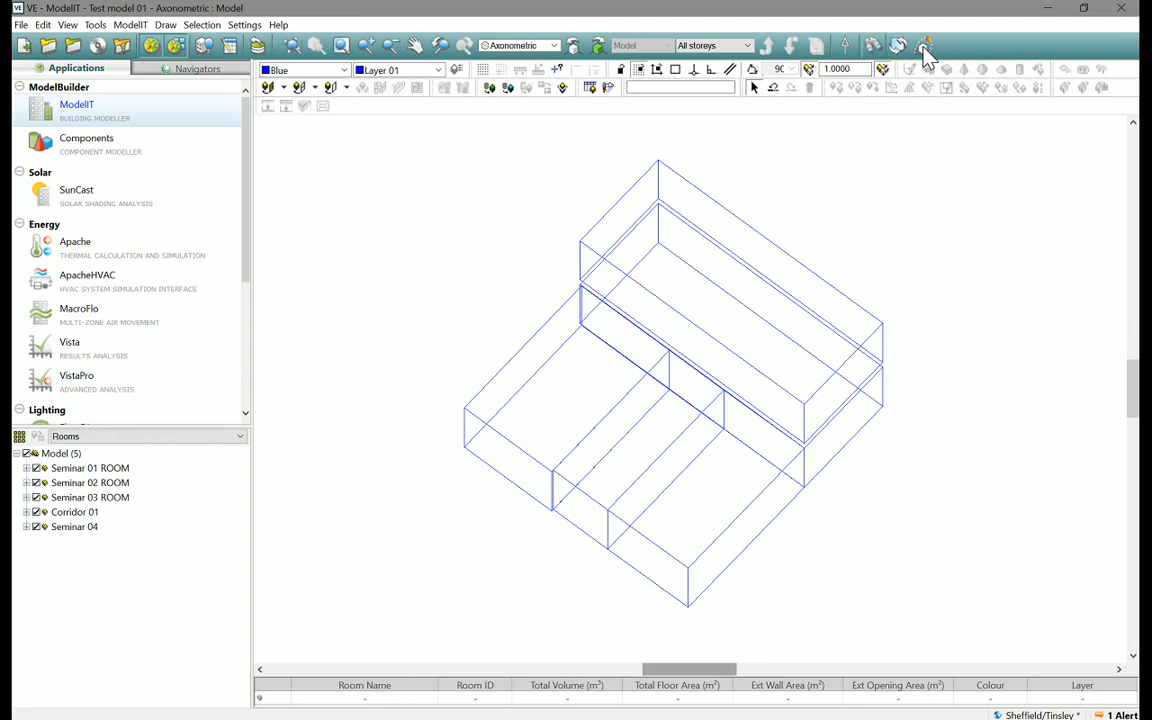 VE - ModelIT - Test model 01 - Axonometric : Model
File Edit View Tools ModelIT Draw Selection Settings Help
Axonometric Model All storeys
Applications Navigators
Blue Layer 01 90 1.0000
ModelBuilder
ModelIT
BUILDING MODELLER
Components
COMPONENT MODELLER
Solar
SunCast
SOLAR SHADING ANALYSIS
Energy
Apache
THERMAL CALCULATION AND SIMULATION
ApacheHVAC
HVAC SYSTEM SIMULATION INTERFACE
MacroFlo
MULTI-ZONE AIR MOVEMENT
Vista
RESULTS ANALYSIS
VistaPro
ADVANCED ANALYSIS
Lighting
Rooms
Model (5)
Seminar 01 ROOM
Seminar 02 ROOM
Seminar 03 ROOM
Corridor 01
Seminar 04
Room Name Room ID Total Volume (m³) Total Floor Area (m²) Ext Wall Area (m²) Ext Opening Area (m²) Colour Layer
- - - - - - - -
Sheffield/Tinsley * 1 Alert